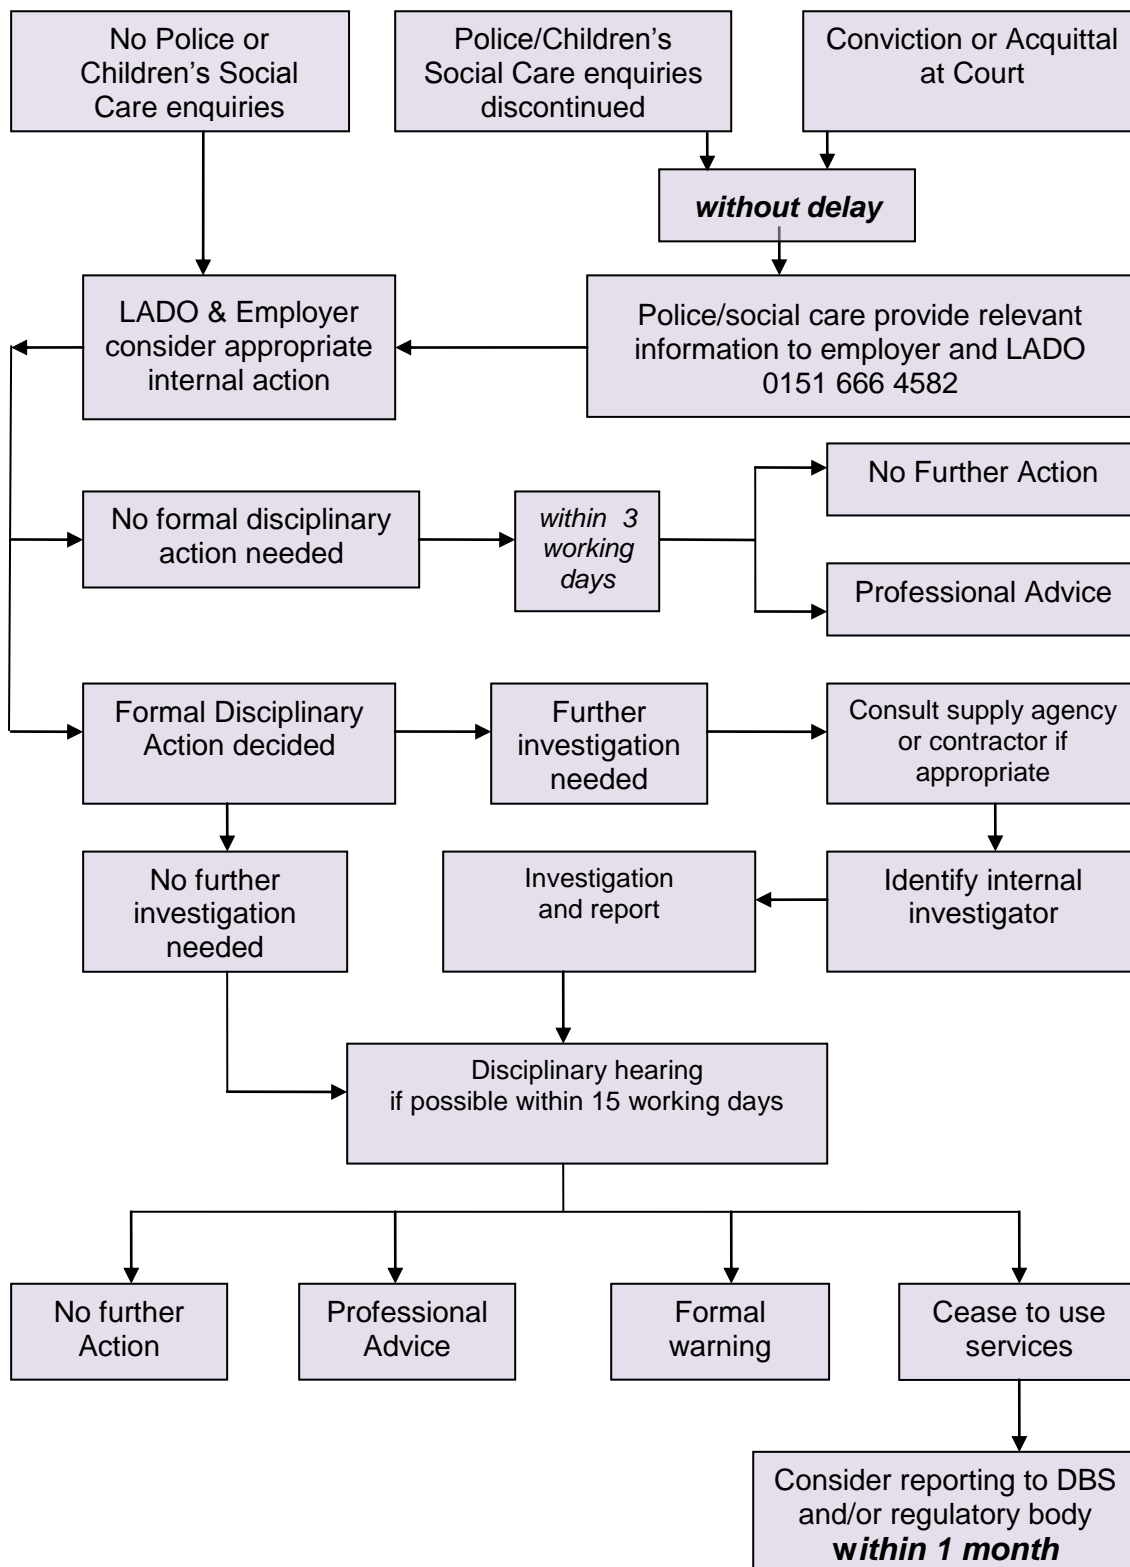 No Police or
Children's Social
Care enquiries
Police/Children's
Social Care enquiries
discontinued
Conviction or Acquittal
at Court
without delay
LADO & Employer
consider appropriate
internal action
Police/social care provide relevant
information to employer and LADO
0151 666 4582
No Further Action
No formal disciplinary
action needed
within 3
working
days
Professional Advice
Formal Disciplinary
Action decided
Further
investigation
needed
Consult supply agency
or contractor if
appropriate
No further
investigation
needed
Investigation
and report
Identify internal
investigator
Disciplinary hearing
if possible within 15 working days
No further
Action
Professional
Advice
Formal
warning
Cease to use
services
Consider reporting to DBS
and/or regulatory body
within 1 month